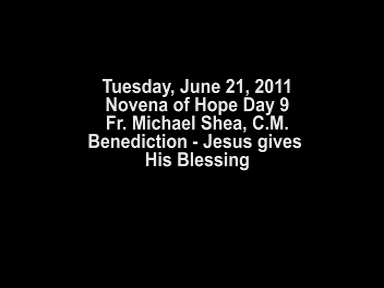 Tuesday, June 21, 2011
Novena of Hope Day 9
Fr. Michael Shea, C.M.
Benediction - Jesus gives
His Blessing